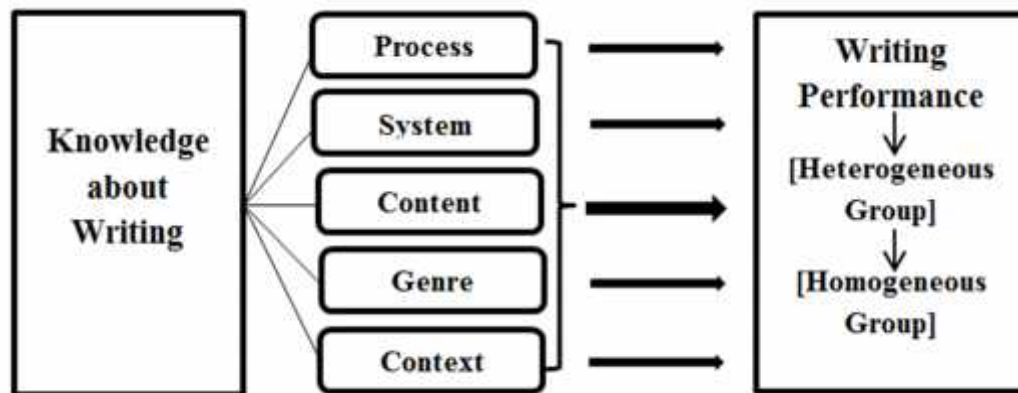 Knowledge
about
Writing
Process
System
Content
Genre
Context
Writing
Performance
[Heterogeneous
Group]
[Homogeneous
Group]